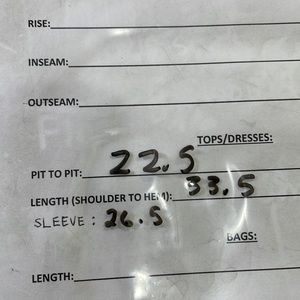 RISE:
INSEAM:
OUTSEAM:
TOPS/DRESSES:
PIT TO PIT: 22.5
LENGTH (SHOULDER TO HEM): 33.5
SLEEVE: 26.5
BAGS:
LENGTH: